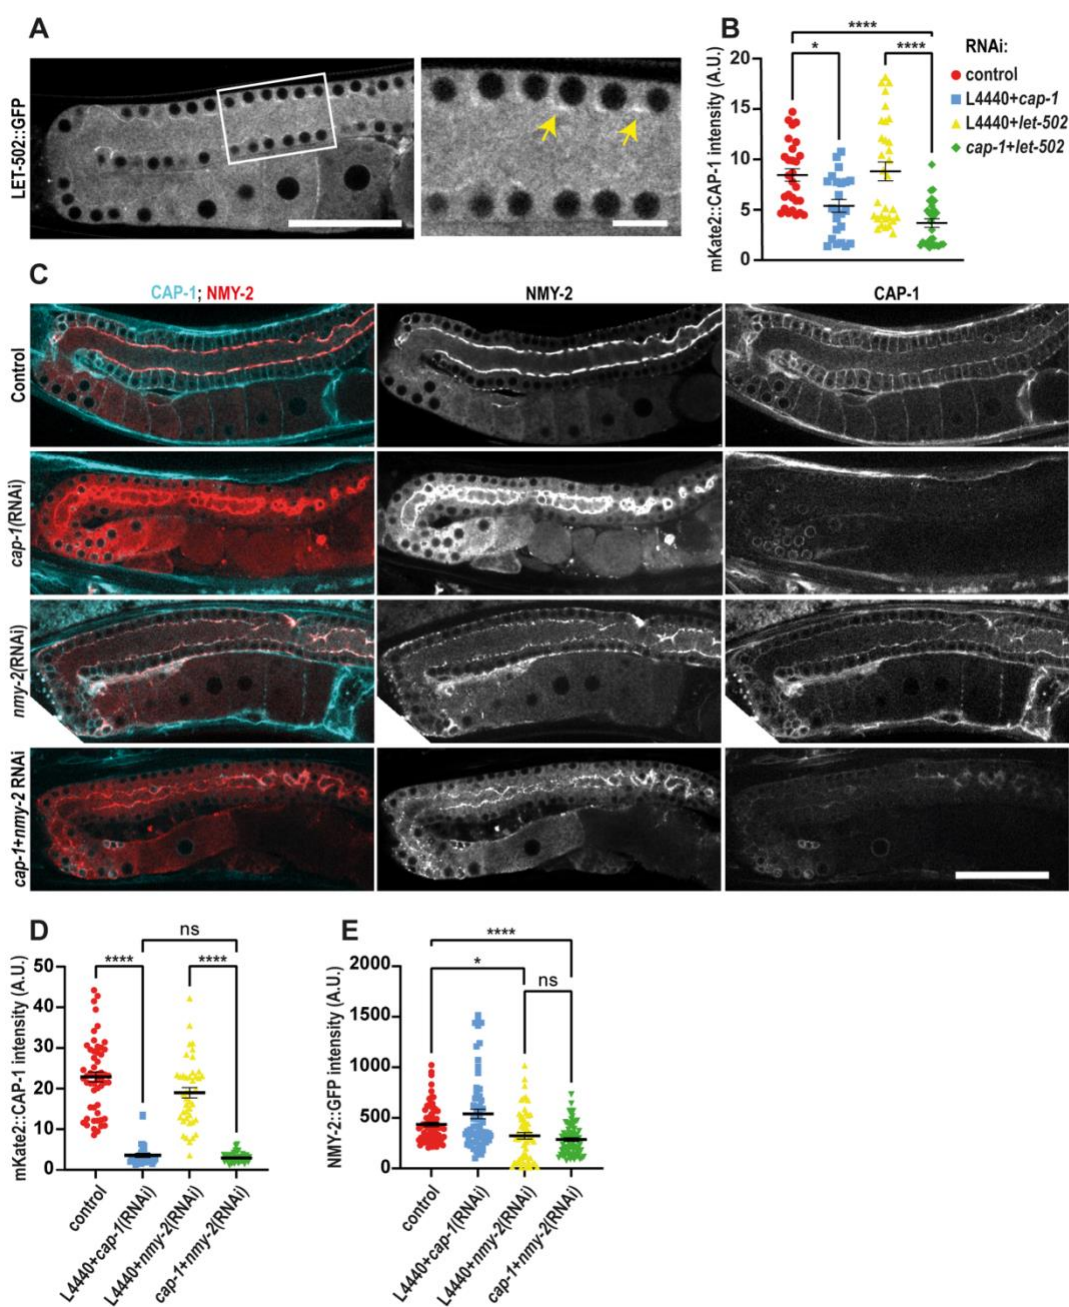 A
LET-502::GFP
B
mKate2::CAP-1 intensity (A.U.)
20
15
10
5
0
****
*
****
RNAi:
control
L4440+cap-1
L4440+let-502
cap-1+let-502
C
CAP-1; NMY-2
NMY-2
CAP-1
Control
cap-1(RNAi)
nmy-2(RNAi)
cap-1+nmy-2 RNAi
D
mKate2::CAP-1 intensity (A.U.)
50
40
30
20
10
0
ns
****
****
control
L4440+cap-1(RNAi)
L4440+nmy-2(RNAi)
cap-1+nmy-2(RNAi)
E
NMY-2::GFP intensity (A.U.)
2000
1500
1000
500
0
****
*
ns
control
L4440+cap-1(RNAi)
L4440+nmy-2(RNAi)
cap-1+nmy-2(RNAi)